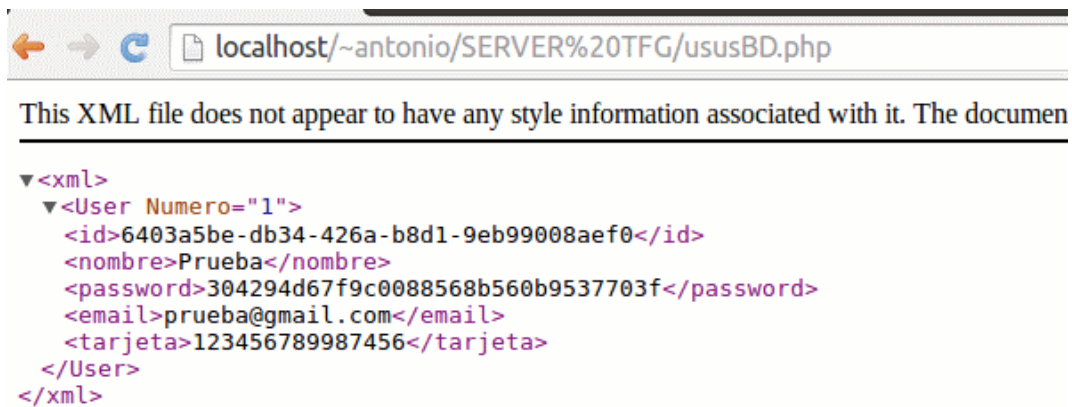 localhost/~antonio/SERVER%20TFG/ususBD.php
This XML file does not appear to have any style information associated with it. The documen
▼<xml>
▼<User Numero="1">
<id>6403a5be-db34-426a-b8d1-9eb99008aef0</id>
<nombre>Prueba</nombre>
<password>304294d67f9c0088568b560b9537703f</password>
<email>prueba@gmail.com</email>
<tarjeta>123456789987456</tarjeta>
</User>
</xml>